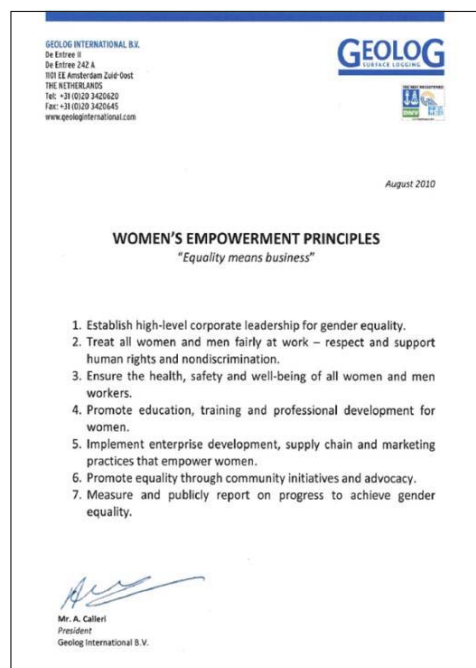 GEOLOG INTERNATIONAL B.V.
De Entree II
De Entree 242 A
1101 EE Amsterdam Zuid-Oost
THE NETHERLANDS
Tel: +31 (0)20 3420620
Fax: +31 (0)20 3420645
www.geologinternational.com
GEOLOG
SURFACE LOGGING
August 2010
WOMEN'S EMPOWERMENT PRINCIPLES
"Equality means business"
1. Establish high-level corporate leadership for gender equality.
2. Treat all women and men fairly at work – respect and support
human rights and nondiscrimination.
3. Ensure the health, safety and well-being of all women and men
workers.
4. Promote education, training and professional development for
women.
5. Implement enterprise development, supply chain and marketing
practices that empower women.
6. Promote equality through community initiatives and advocacy.
7. Measure and publicly report on progress to achieve gender
equality.
Mr. A. Calleri
President
Geolog International B.V.